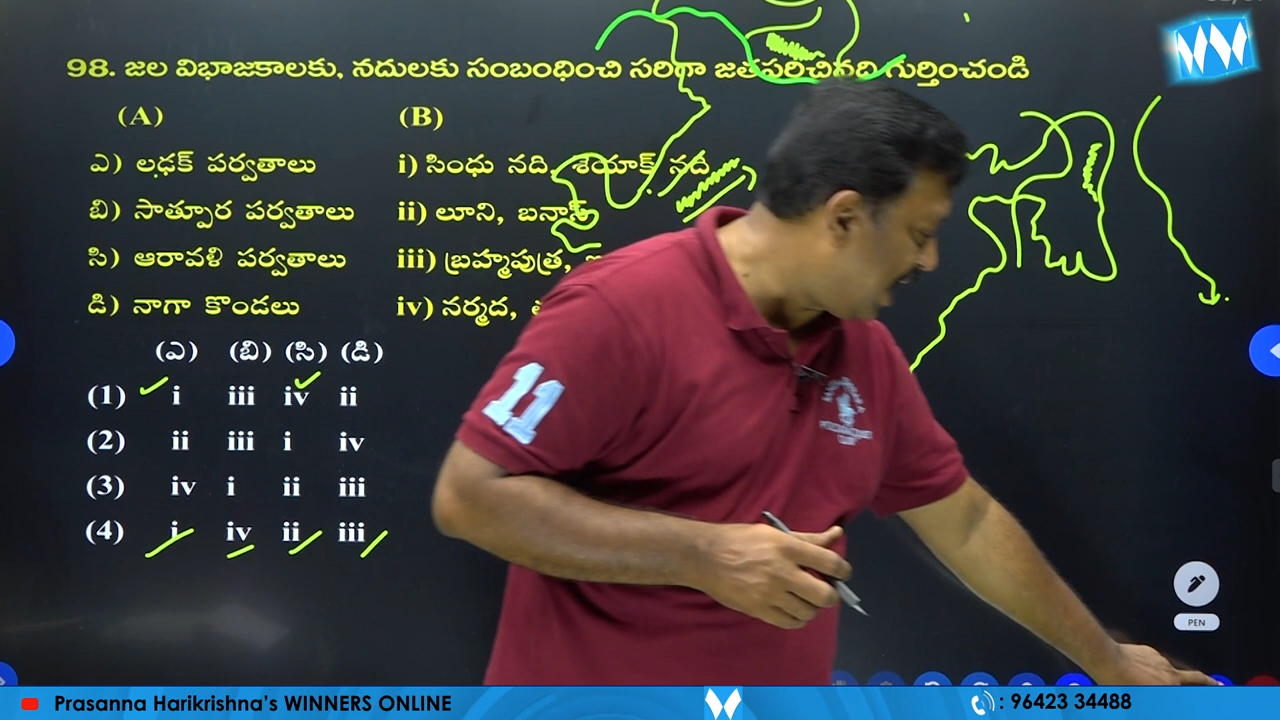 98. జల విభాజకాలకు, నదులకు సంబంధించి సరిగా జతపరిచినది గుర్తించండి
(A) (B)
ఎ) లఢక్ పర్వతాలు i) సింధు నది, శెయాక్ నది
బి) సాత్పూర పర్వతాలు ii) లూని, బనాస్
సి) ఆరావళి పర్వతాలు iii) బ్రహ్మపుత్ర,
డి) నాగా కొండలు iv) నర్మద,
(ఎ) (బి) (సి) (డి)
(1) i iii iv ii
(2) ii iii i iv
(3) iv i ii iii
(4) i iv ii iii
11
PEN
Prasanna Harikrishna's WINNERS ONLINE : 96423 34488